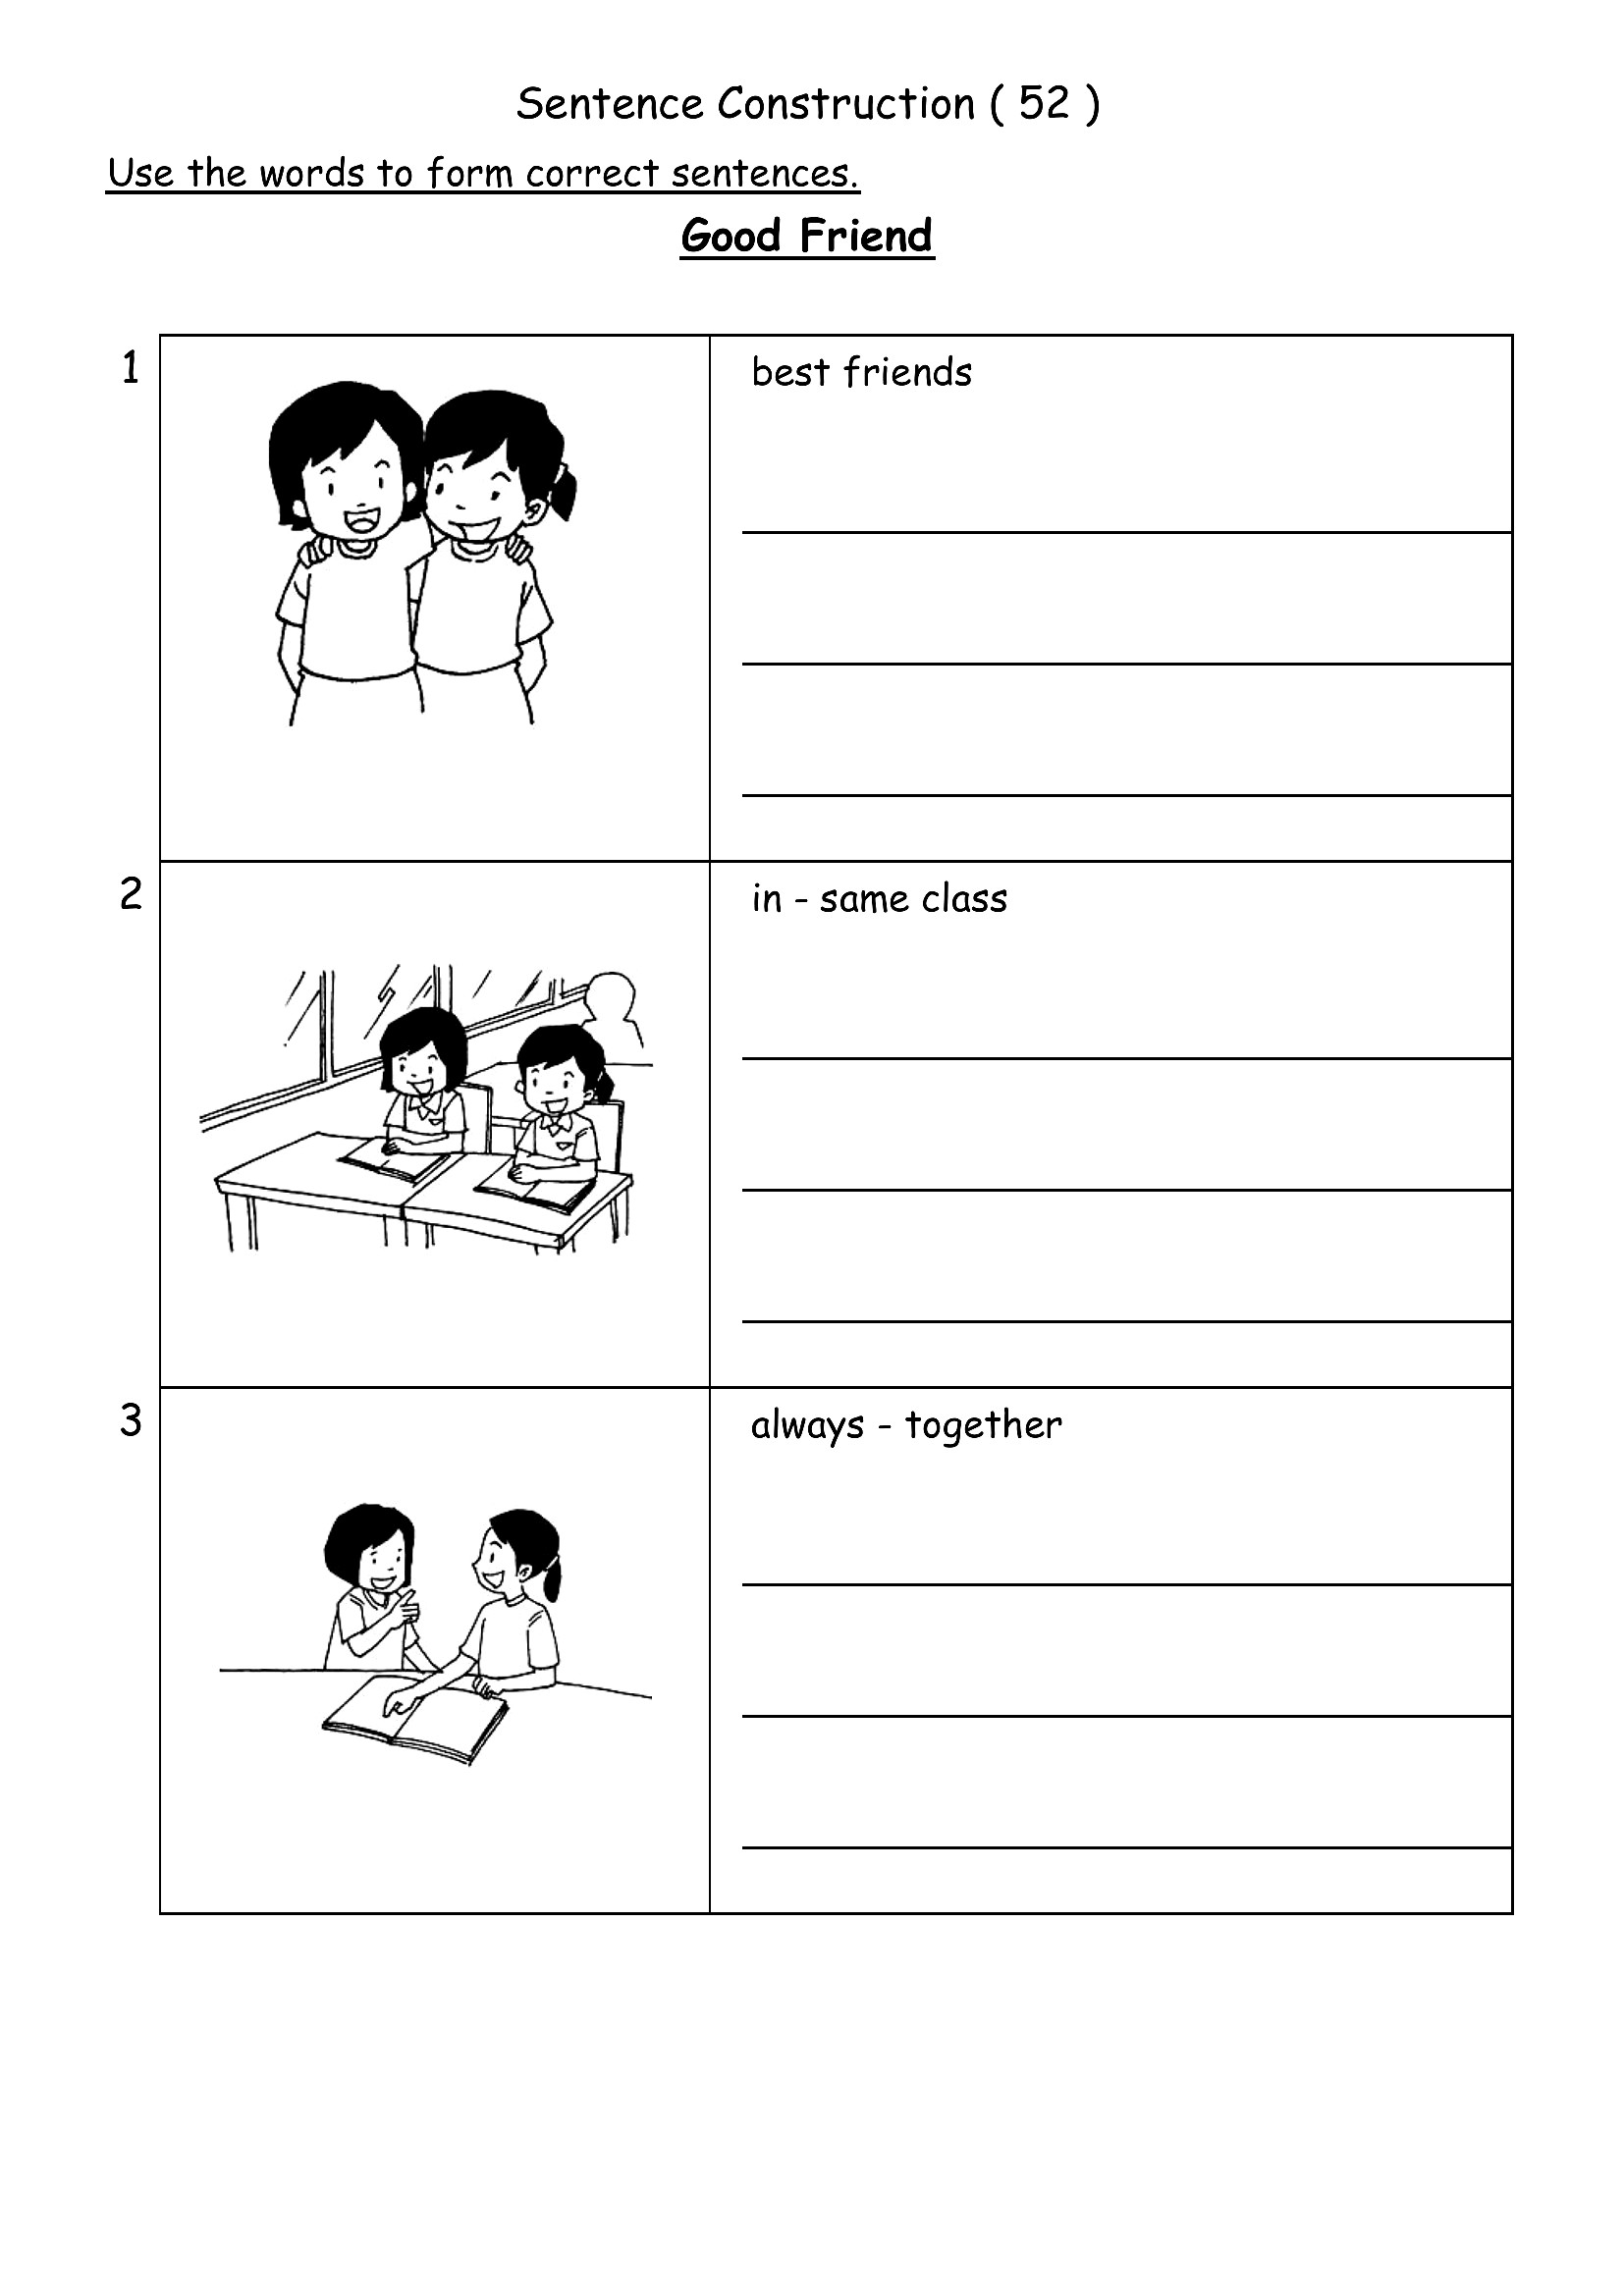 Sentence Construction ( 52 )
Use the words to form correct sentences.
Good Friend
1
best friends
2
in - same class
3
always - together